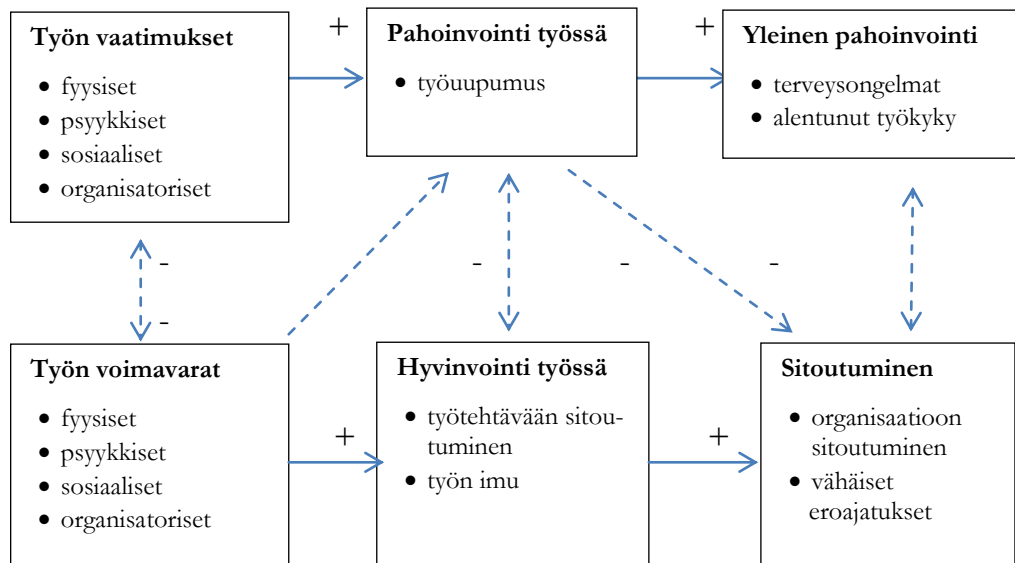 +
+
Työn vaatimukset
• fyysiset
• psyykkiset
• sosiaaliset
• organisatoriset
Pahoinvointi työssä
• työuupumus
Yleinen pahoinvointi
• terveysongelmat
• alentunut työkyky
-
-
-
-
-
Työn voimavarat
• fyysiset
• psyykkiset
• sosiaaliset
• organisatoriset
+
Hyvinvointi työssä
• työtehtävään sitou-
tuminen
• työn imu
+
Sitoutuminen
• organisaatioon
sitoutuminen
• vähäiset
eroajatukset